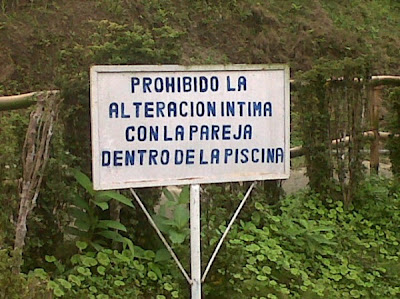 PROHIBIDO LA
ALTERACION INTIMA
CON LA PAREJA
DENTRO DE LA PISCINA